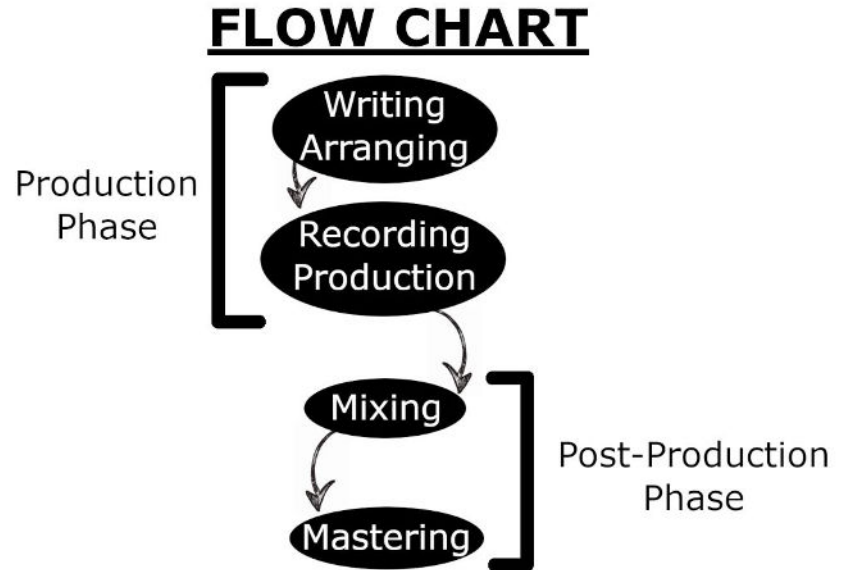 FLOW CHART
Writing
Arranging
Production
Phase
Recording
Production
Mixing
Post-Production
Phase
Mastering